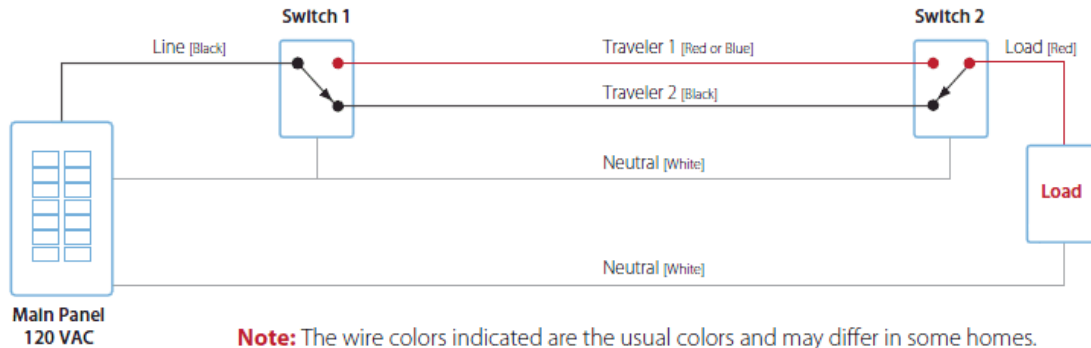 Switch 1
Switch 2
Line [Black]
Traveler 1 [Red or Blue]
Load [Red]
Traveler 2 [Black]
Neutral [White]
Load
Neutral [White]
Main Panel
120 VAC
Note: The wire colors indicated are the usual colors and may differ in some homes.